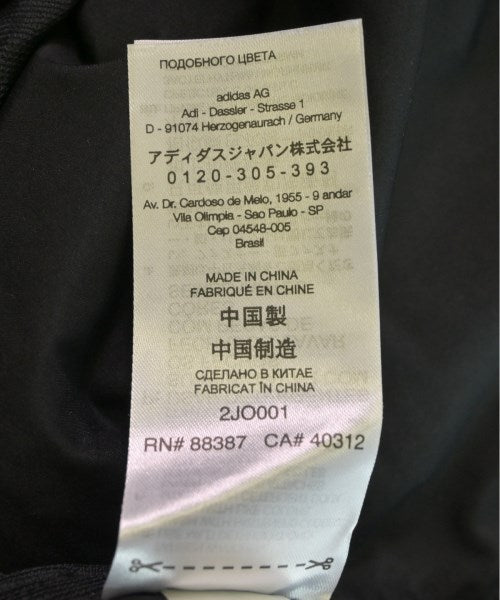 ПОДОБНОГО ЦВЕТА
adidas AG
Adi - Dassler - Strasse 1
D - 91074 Herzogenaurach / Germany
アディダスジャパン株式会社
0120-305-393
Av. Dr. Cardoso de Melo, 1955 - 9 andar
Vila Olimpia - Sao Paulo - SP
Cep 04548-005
Brasil
MADE IN CHINA
FABRIQUÉ EN CHINE
中国製
中国制造
СДЕЛАНО В КИТАЕ
FABRICAT ÎN CHINA
2JO001
RN# 88387 CA# 40312